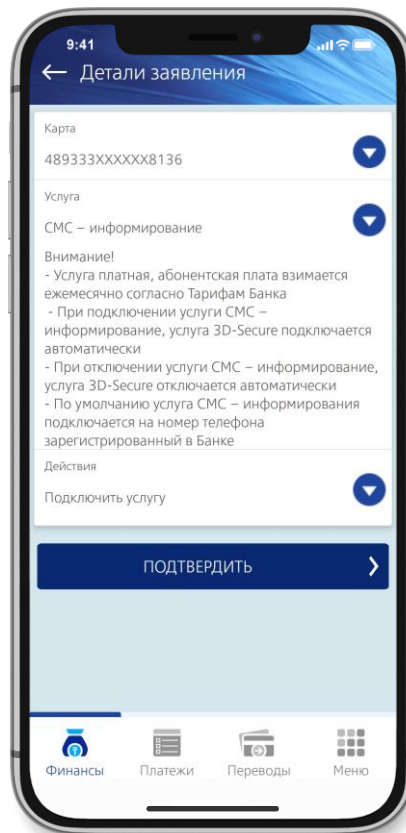 9:41
← Детали заявления
Карта
489333XXXXXX8136
Услуга
СМС – информирование
Внимание!
- Услуга платная, абонентская плата взимается
ежемесячно согласно Тарифам Банка
- При подключении услуги СМС –
информирование, услуга 3D-Secure подключается
автоматически
- При отключении услуги СМС – информирование,
услуга 3D-Secure отключается автоматически
- По умолчанию услуга СМС – информирования
подключается на номер телефона
зарегистрированный в Банке
Действия
Подключить услугу
ПОДТВЕРДИТЬ
Финансы Платежи Переводы Меню